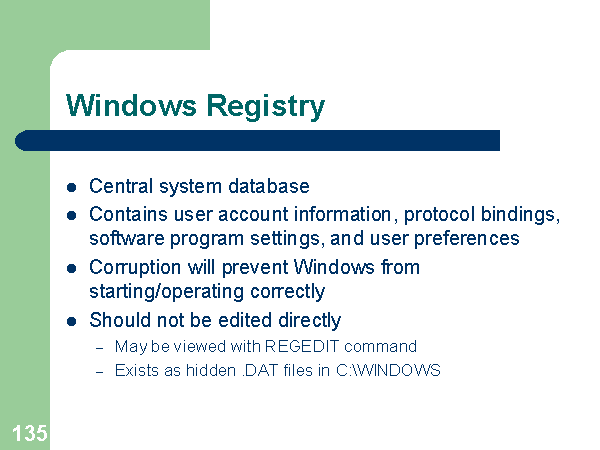 Windows Registry
Central system database
Contains user account information, protocol bindings,
software program settings, and user preferences
Corruption will prevent Windows from
starting/operating correctly
Should not be edited directly
– May be viewed with REGEDIT command
– Exists as hidden .DAT files in C:\WINDOWS
135